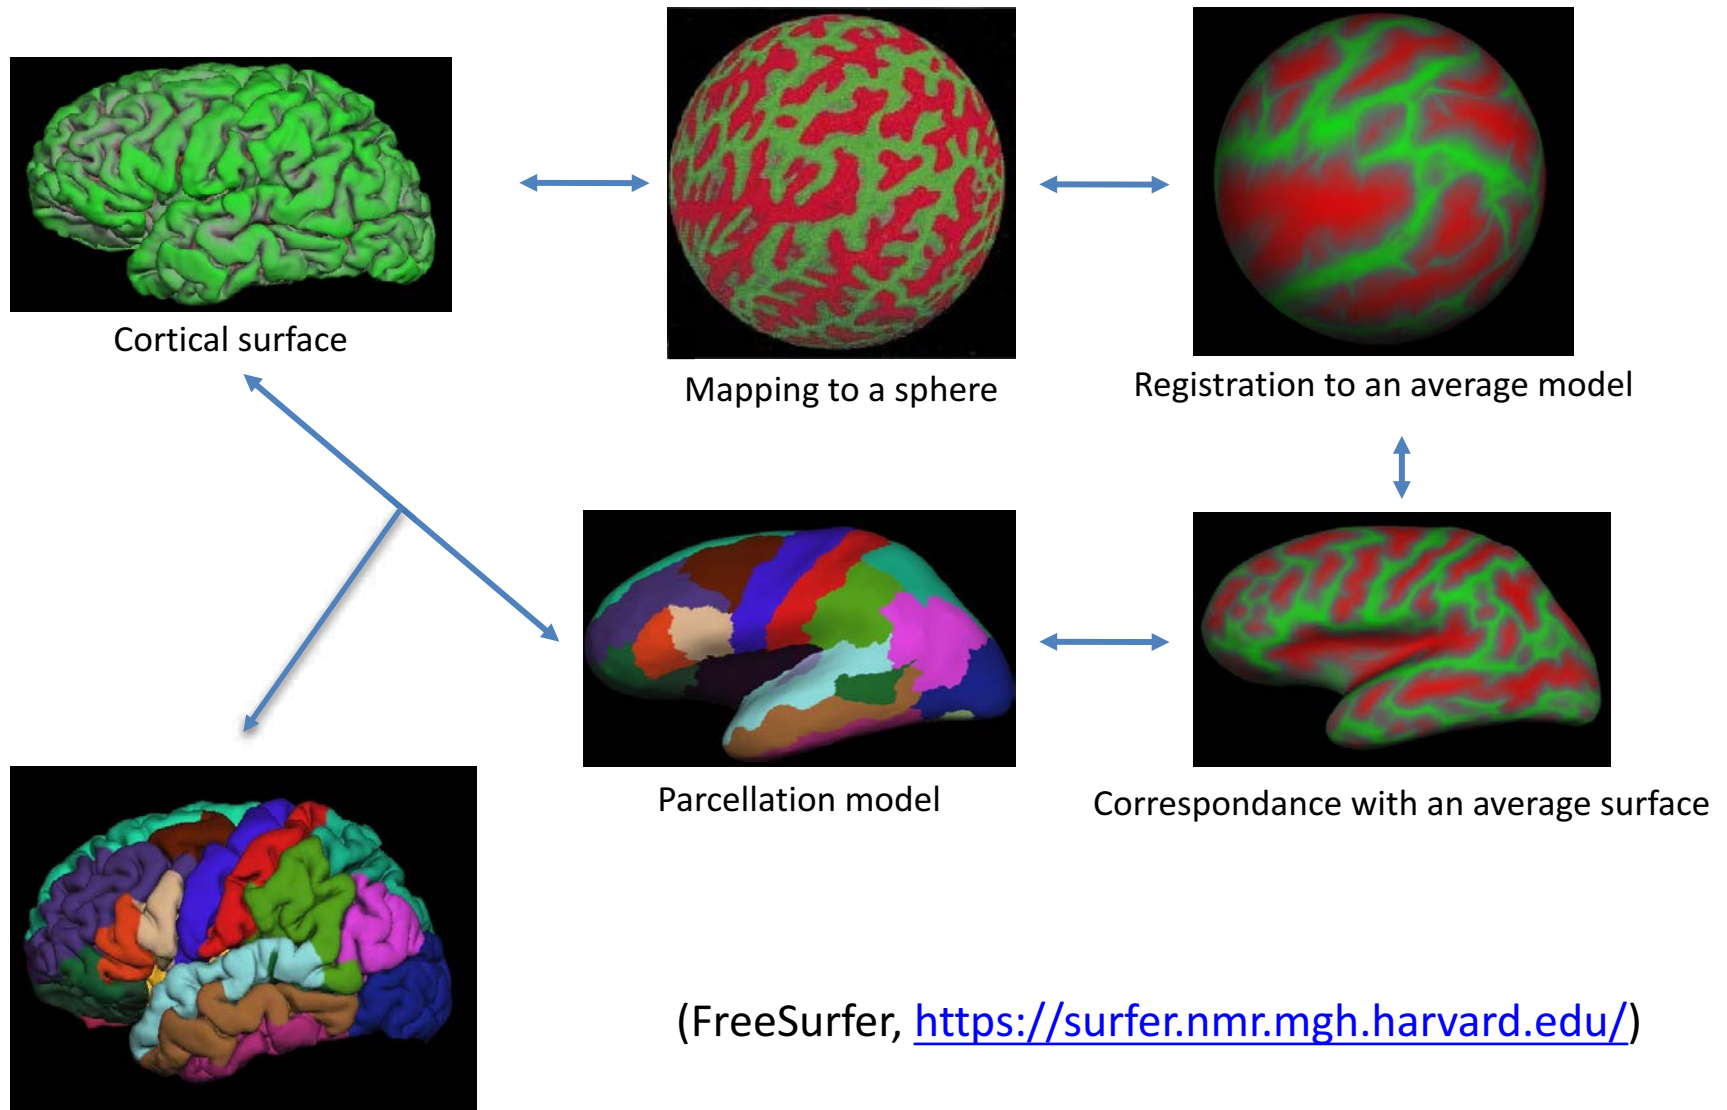 Cortical surface
Mapping to a sphere
Registration to an average model
Parcellation model
Correspondance with an average surface
(FreeSurfer, https://surfer.nmr.mgh.harvard.edu/)